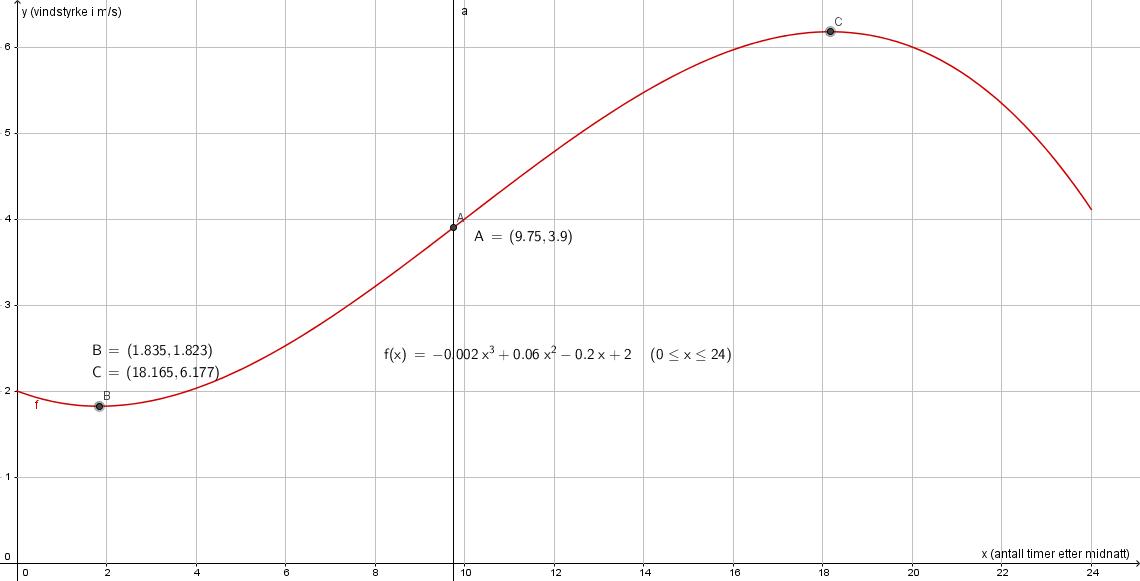 y (vindstyrke i m/s)
a
C
6
5
4
A
A = (9.75, 3.9)
3
B = (1.835, 1.823)
f(x) = −0.002 x³ + 0.06 x² − 0.2 x + 2 (0 ≤ x ≤ 24)
C = (18.165, 6.177)
2
B
f
1
0
x (antall timer etter midnatt)
0 2 4 6 8 10 12 14 16 18 20 22 24